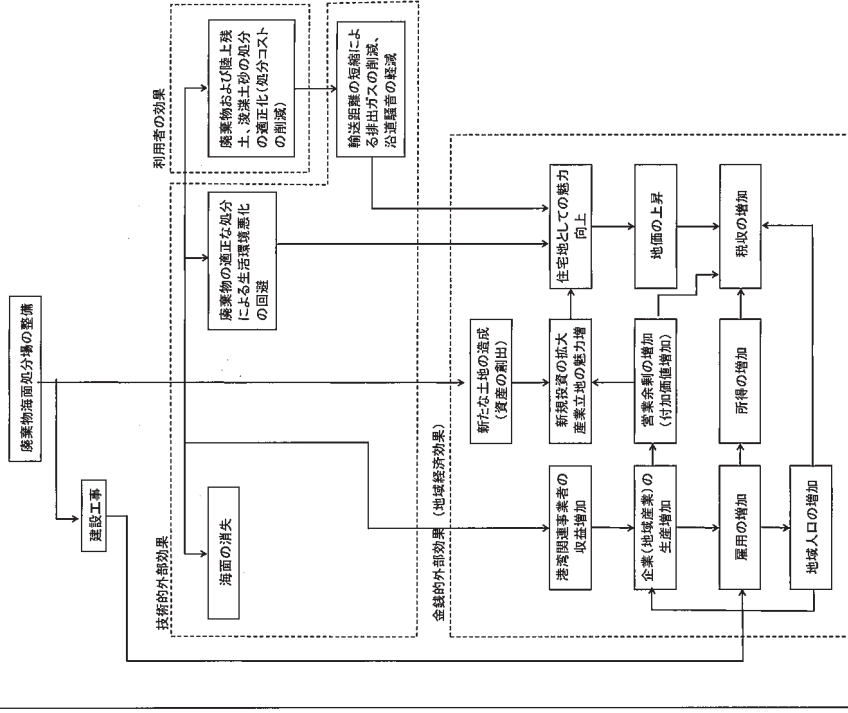 廃棄物海面処分場の整備
建設工事
利用者の効果
廃棄物および陸上残
土、浚渫土砂の処分
の適正化(処分コスト
の削減)
技術的外部効果
海面の消失
廃棄物の適正な処分
による生活環境悪化
の回避
輸送距離の短縮によ
る排出ガスの削減、
沿道騒音の軽減
金銭的外部効果 (地域経済効果)
新たな土地の造成
(資産の創出)
港湾関連事業者の
収益増加
新規投資の拡大
産業立地の魅力増
住宅地としての魅力
向上
企業(地域産業)の
生産増加
営業余剰の増加
(付加価値増加)
地価の上昇
雇用の増加
所得の増加
税収の増加
地域人口の増加